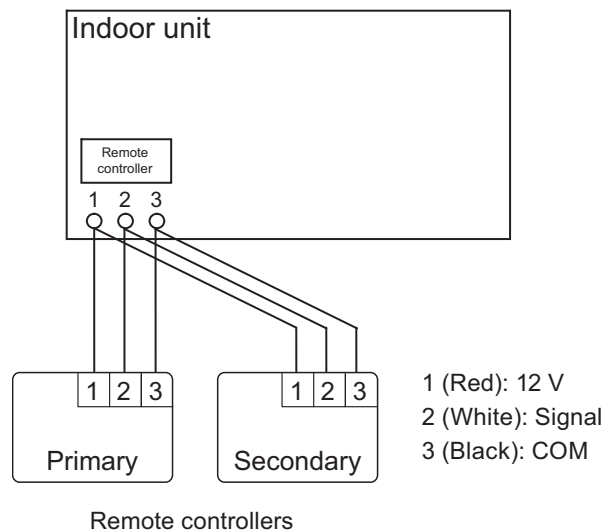 Indoor unit
Remote
controller
1 2 3
1 2 3
Primary
1 2 3
Secondary
1 (Red): 12 V
2 (White): Signal
3 (Black): COM
Remote controllers